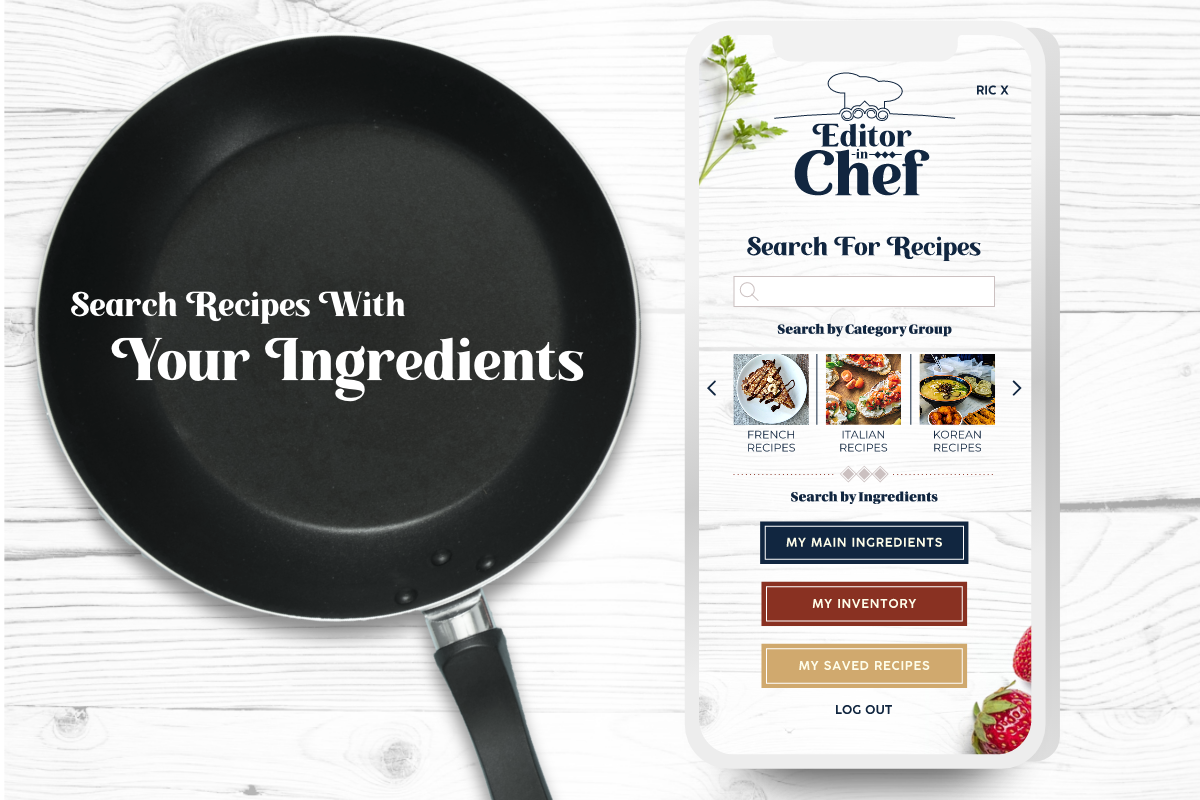 Search Recipes With
Your Ingredients
RIC X
Editor
in
Chef
Search For Recipes
Search by Category Group
FRENCH
RECIPES
ITALIAN
RECIPES
KOREAN
RECIPES
Search by Ingredients
MY MAIN INGREDIENTS
MY INVENTORY
MY SAVED RECIPES
LOG OUT